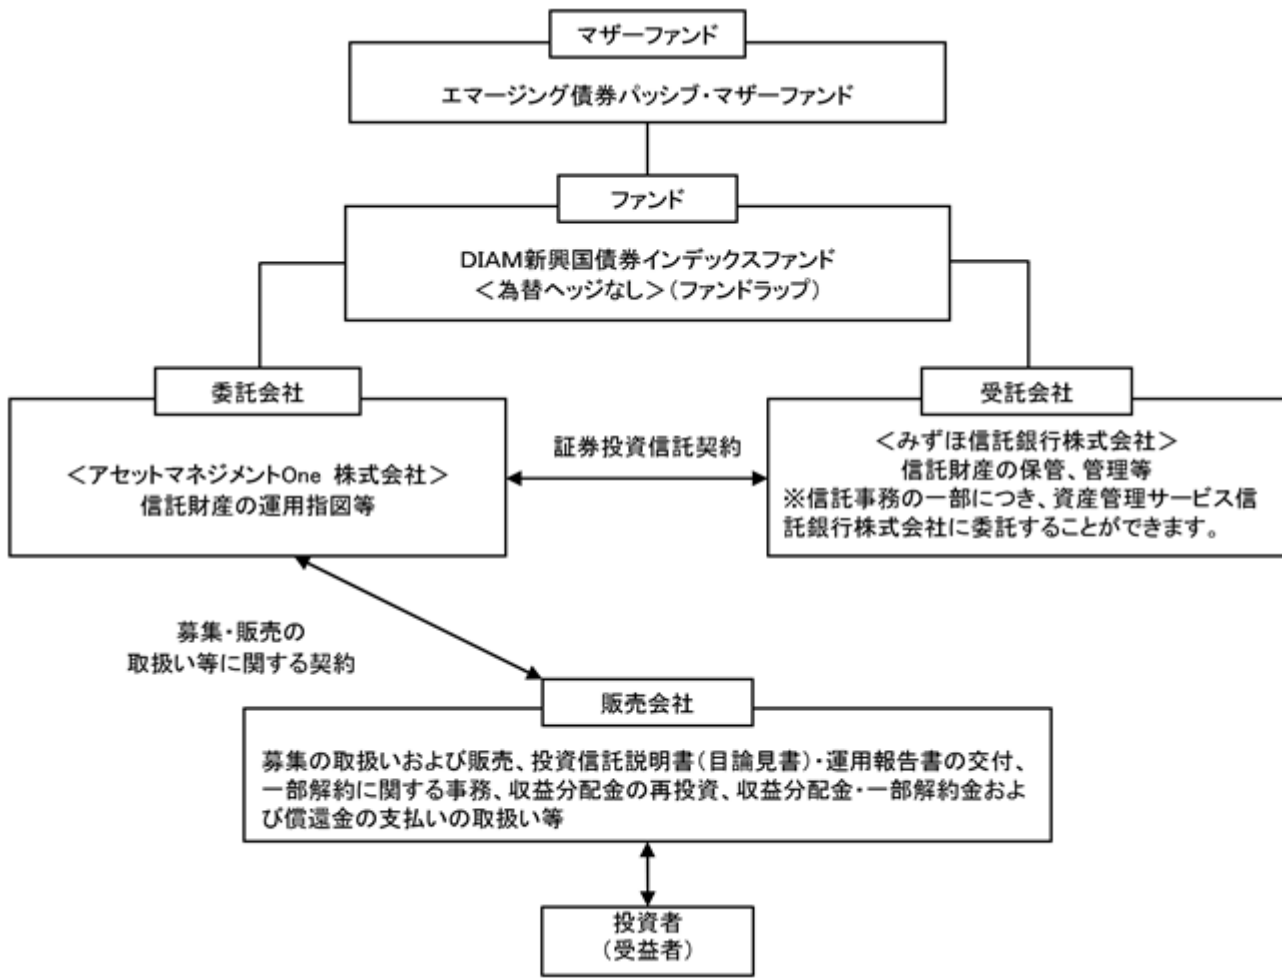 マザーファンド
エマージング債券パッシブ・マザーファンド
ファンド
DIAM新興国債券インデックスファンド
＜為替ヘッジなし＞（ファンドラップ）
委託会社
＜アセットマネジメントOne 株式会社＞
信託財産の運用指図等
証券投資信託契約
受託会社
＜みずほ信託銀行株式会社＞
信託財産の保管、管理等
※信託事務の一部につき、資産管理サービス信
託銀行株式会社に委託することができます。
募集・販売の
取扱い等に関する契約
販売会社
募集の取扱いおよび販売、投資信託説明書（目論見書）・運用報告書の交付、
一部解約に関する事務、収益分配金の再投資、収益分配金・一部解約金およ
び償還金の支払いの取扱い等
投資者
（受益者）